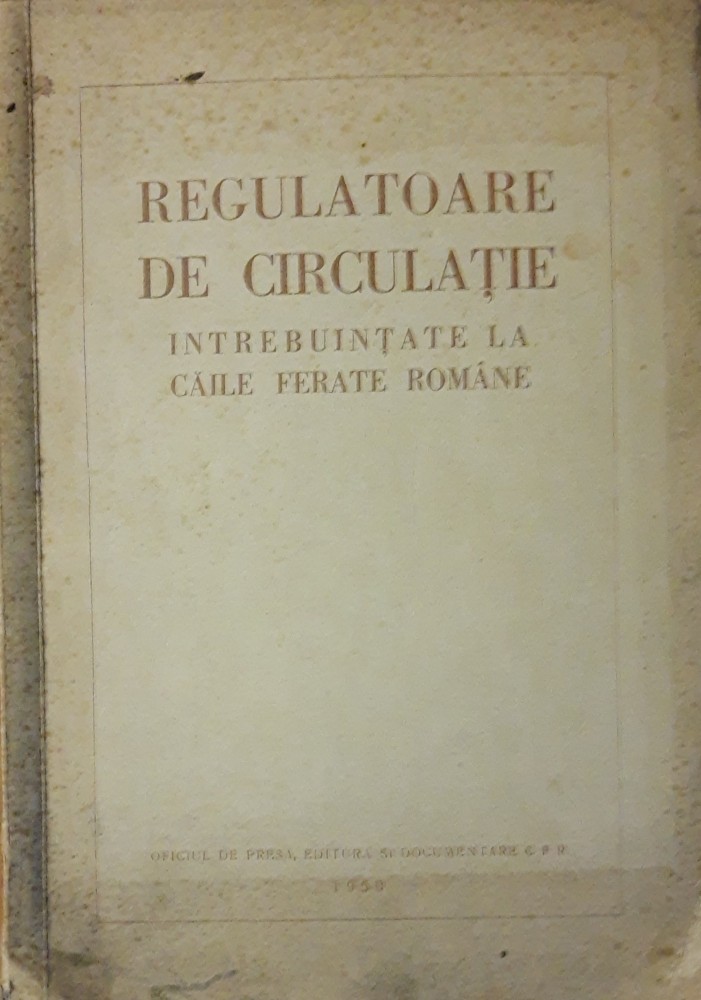 REGULATOARE
DE CIRCULAȚIE
INTREBUINȚATE LA
CĂILE FERATE ROMÂNE
OFICIUL DE PRESA, EDITURA SI DOCUMENTARE C F R
1950